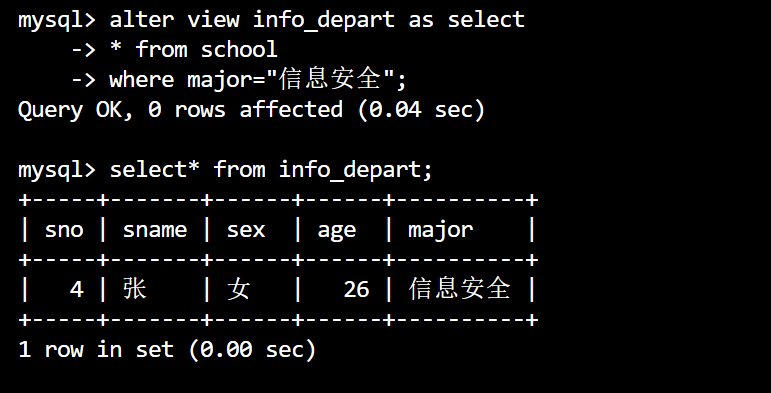 mysql> alter view info_depart as select
    -> * from school
    -> where major="信息安全";
Query OK, 0 rows affected (0.04 sec)

mysql> select* from info_depart;
+-----+-------+------+------+----------+
| sno | sname | sex  | age  | major    |
+-----+-------+------+------+----------+
|   4 | 张    | 女   |   26 | 信息安全 |
+-----+-------+------+------+----------+
1 row in set (0.00 sec)